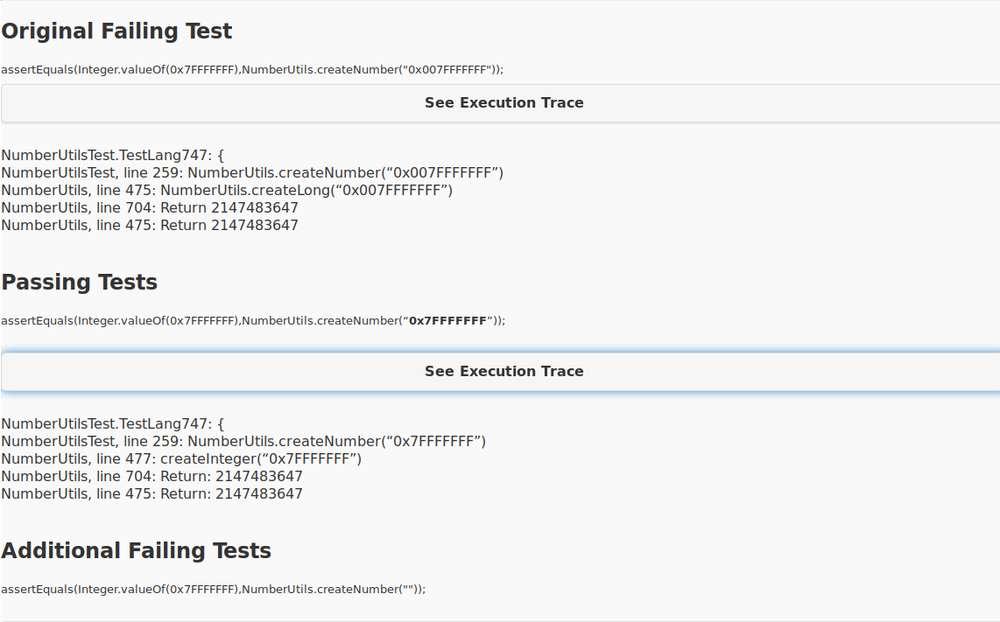 Original Failing Test
assertEquals(Integer.valueOf(0x7FFFFFFF),NumberUtils.createNumber("0x007FFFFFFF"));
See Execution Trace
NumberUtilsTest.TestLang747: {
NumberUtilsTest, line 259: NumberUtils.createNumber(“0x007FFFFFFF”)
NumberUtils, line 475: NumberUtils.createLong(“0x007FFFFFFF”)
NumberUtils, line 704: Return 2147483647
NumberUtils, line 475: Return 2147483647
Passing Tests
assertEquals(Integer.valueOf(0x7FFFFFFF),NumberUtils.createNumber(“0x7FFFFFFF”));
See Execution Trace
NumberUtilsTest.TestLang747: {
NumberUtilsTest, line 259: NumberUtils.createNumber(“0x7FFFFFFF”)
NumberUtils, line 477: createInteger(“0x7FFFFFFF”)
NumberUtils, line 704: Return: 2147483647
NumberUtils, line 475: Return: 2147483647
Additional Failing Tests
assertEquals(Integer.valueOf(0x7FFFFFFF),NumberUtils.createNumber(""));